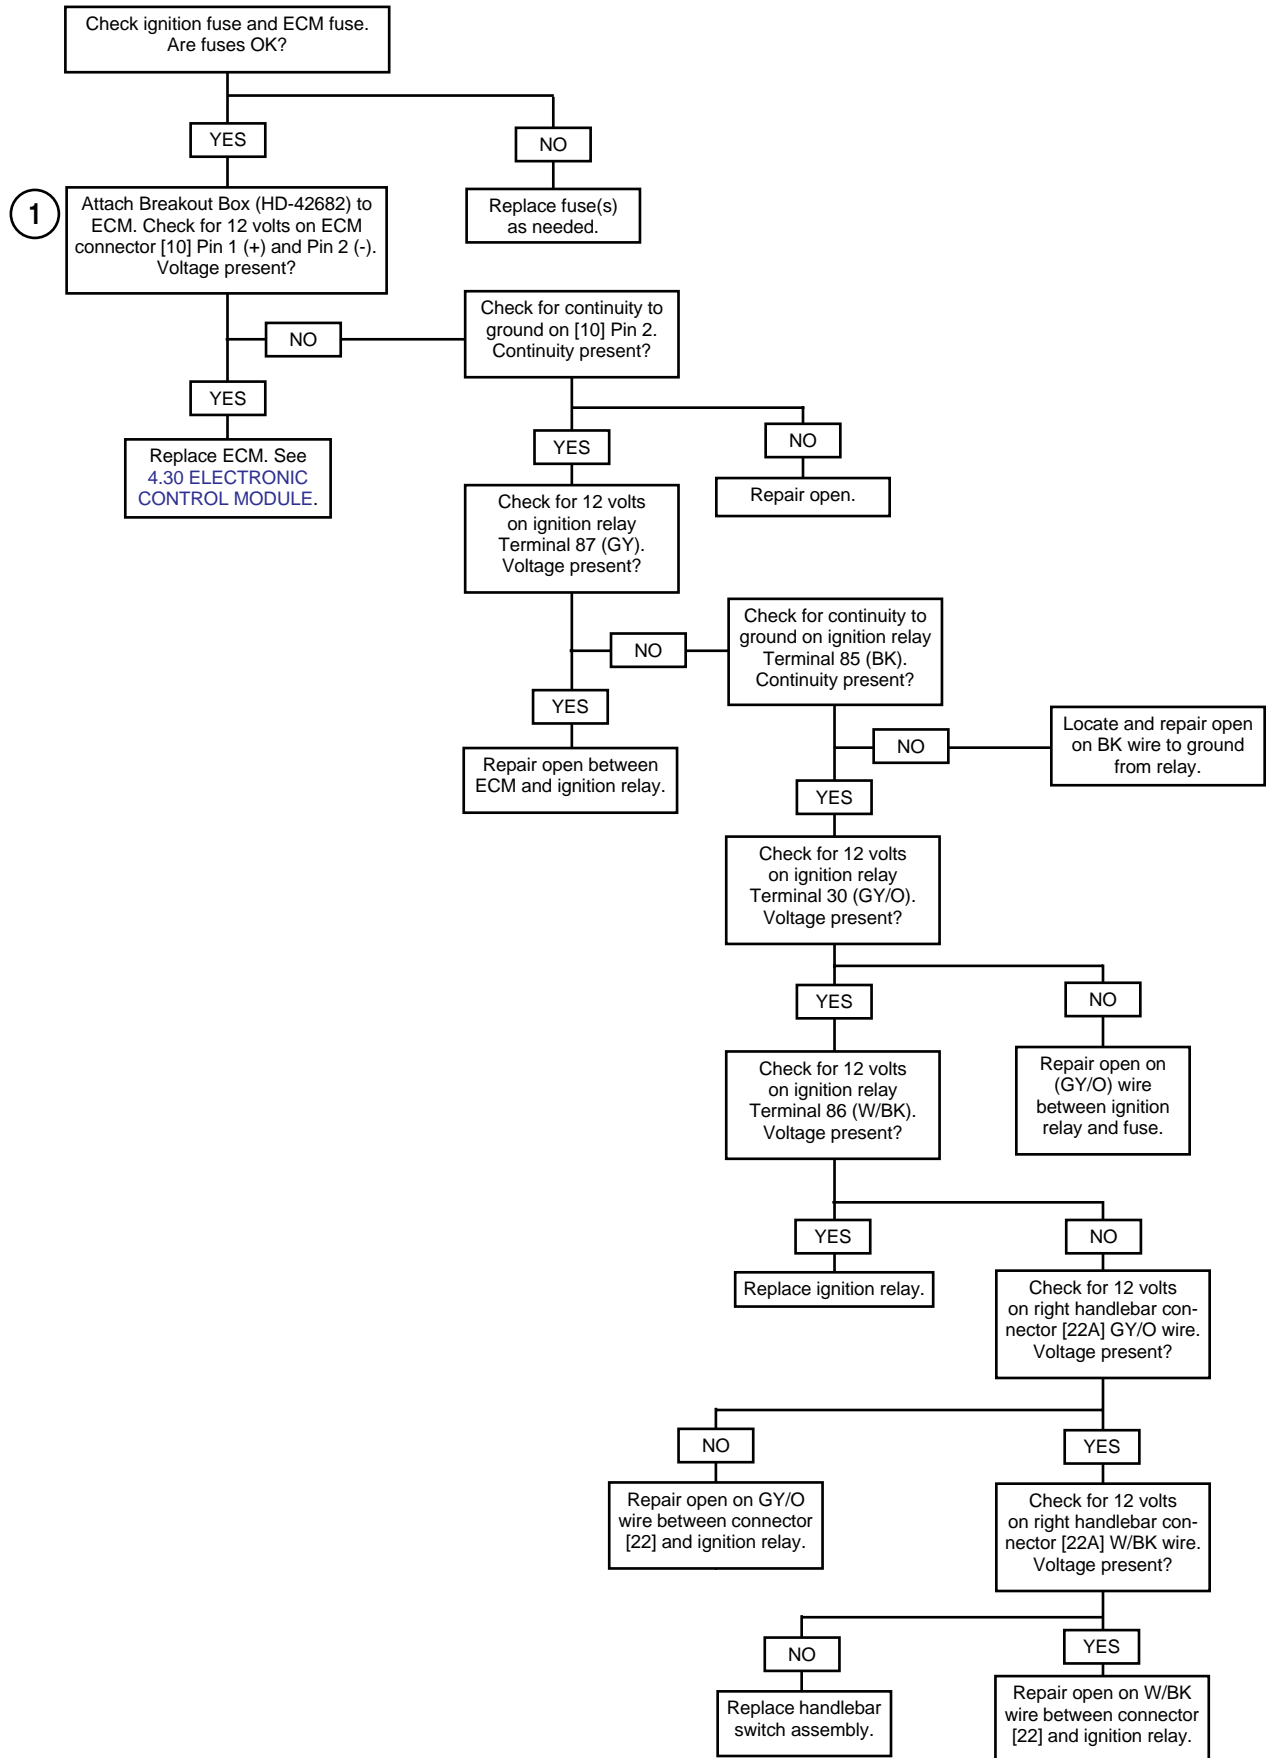 Check ignition fuse and ECM fuse.
Are fuses OK?
YES
NO
1
Attach Breakout Box (HD-42682) to
ECM. Check for 12 volts on ECM
connector [10] Pin 1 (+) and Pin 2 (-).
Voltage present?
Replace fuse(s)
as needed.
NO
Check for continuity to
ground on [10] Pin 2.
Continuity present?
YES
Replace ECM. See
4.30 ELECTRONIC
CONTROL MODULE.
YES
NO
Check for 12 volts
on ignition relay
Terminal 87 (GY).
Voltage present?
Repair open.
NO
Check for continuity to
ground on ignition relay
Terminal 85 (BK).
Continuity present?
YES
Repair open between
ECM and ignition relay.
NO
Locate and repair open
on BK wire to ground
from relay.
YES
Check for 12 volts
on ignition relay
Terminal 30 (GY/O).
Voltage present?
YES
NO
Check for 12 volts
on ignition relay
Terminal 86 (W/BK).
Voltage present?
Repair open on
(GY/O) wire
between ignition
relay and fuse.
YES
NO
Replace ignition relay.
Check for 12 volts
on right handlebar con-
nector [22A] GY/O wire.
Voltage present?
NO
YES
Repair open on GY/O
wire between connector
[22] and ignition relay.
Check for 12 volts
on right handlebar con-
nector [22A] W/BK wire.
Voltage present?
NO
YES
Replace handlebar
switch assembly.
Repair open on W/BK
wire between connector
[22] and ignition relay.